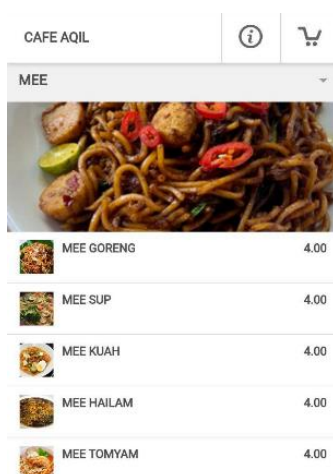 CAFE AQIL
MEE
MEE GORENG 4.00
MEE SUP 4.00
MEE KUAH 4.00
MEE HAILAM 4.00
MEE TOMYAM 4.00